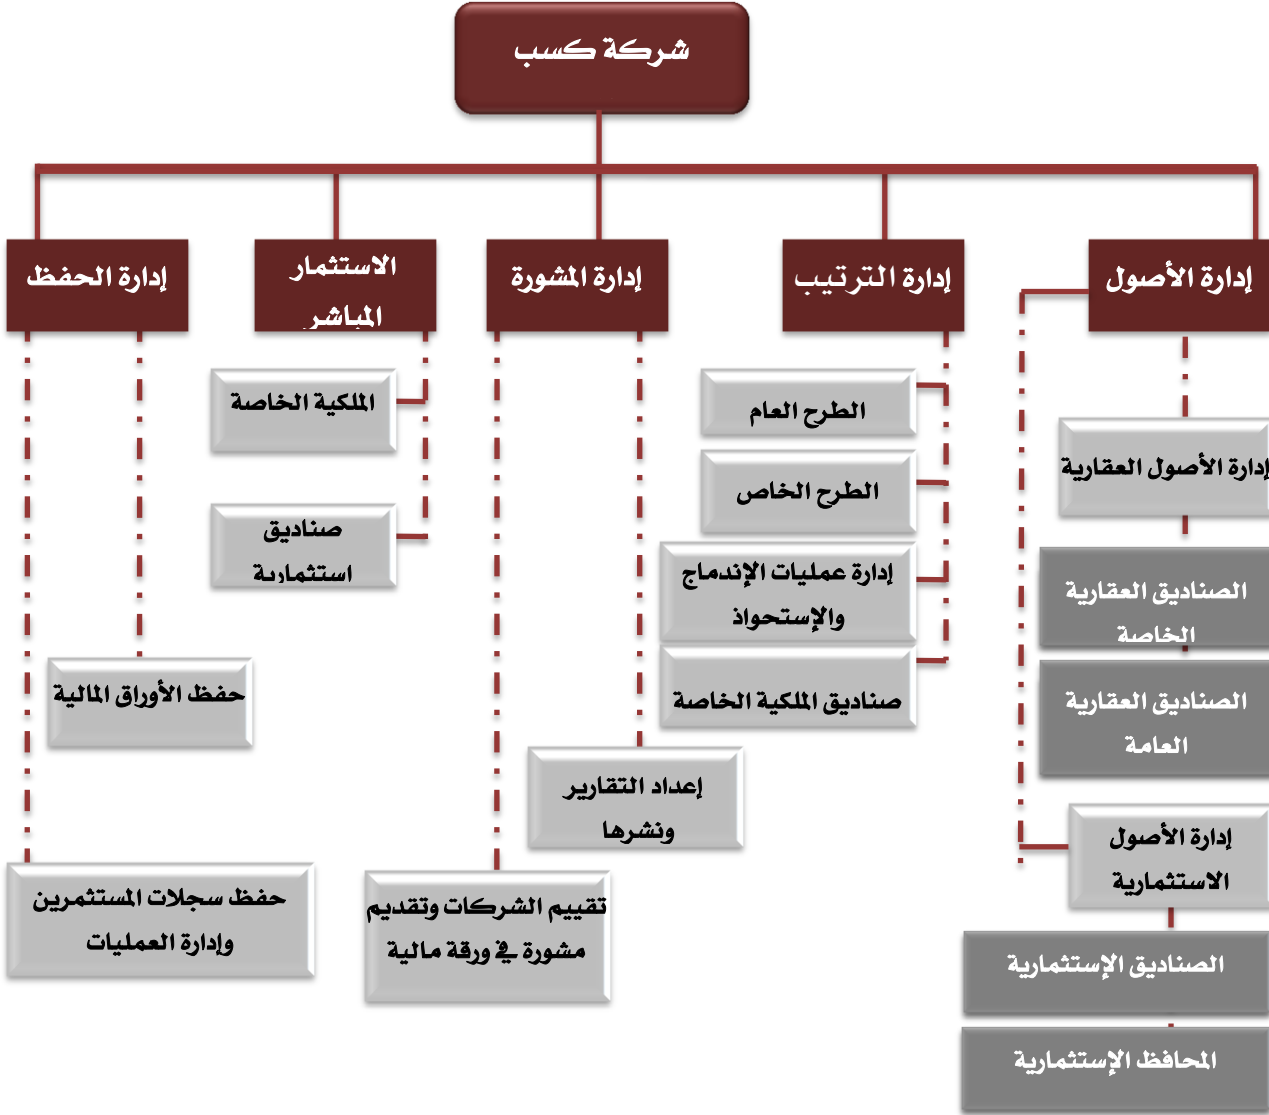 شركة كسب
إدارة الأصول
إدارة الترتيب
إدارة المشورة
الاستثمار
المباشر
إدارة الحفظ
إدارة الأصول العقارية
الصناديق العقارية
الخاصة
الصناديق العقارية
العامة
إدارة الأصول
الاستثمارية
الصناديق الإستثمارية
المحافظ الإستثمارية
الطرح العام
الطرح الخاص
إدارة عمليات الإندماج
والإستحواذ
صناديق الملكية الخاصة
إعداد التقارير
ونشرها
تقييم الشركات وتقديم
مشورة في ورقة مالية
الملكية الخاصة
صناديق
استثمارية
حفظ الأوراق المالية
حفظ سجلات المستثمرين
وإدارة العمليات